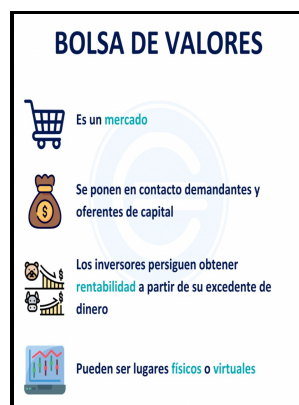 BOLSA DE VALORES
Es un mercado
Se ponen en contacto demandantes y
oferentes de capital
Los inversores persiguen obtener
rentabilidad a partir de su excedente de
dinero
Pueden ser lugares físicos o virtuales